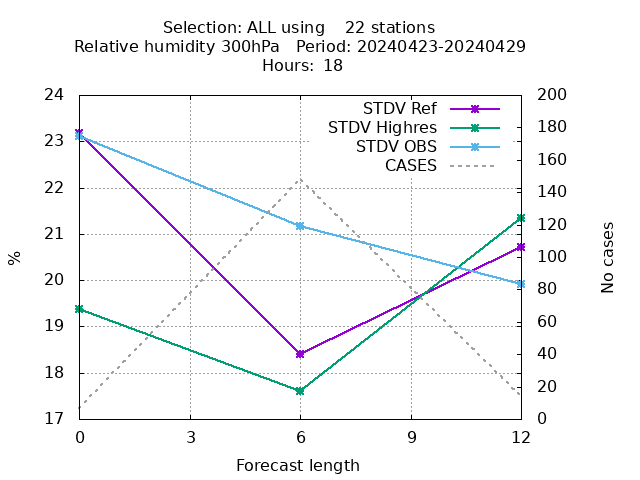 Selection: ALL using    22 stations
Relative humidity 300hPa   Period: 20240423-20240429
Hours: 18
STDV Ref
STDV Highres
STDV OBS
CASES
24
23
22
21
20
19
18
17
200
180
160
140
120
100
80
60
40
20
0
%
No cases
0
3
6
9
12
Forecast length